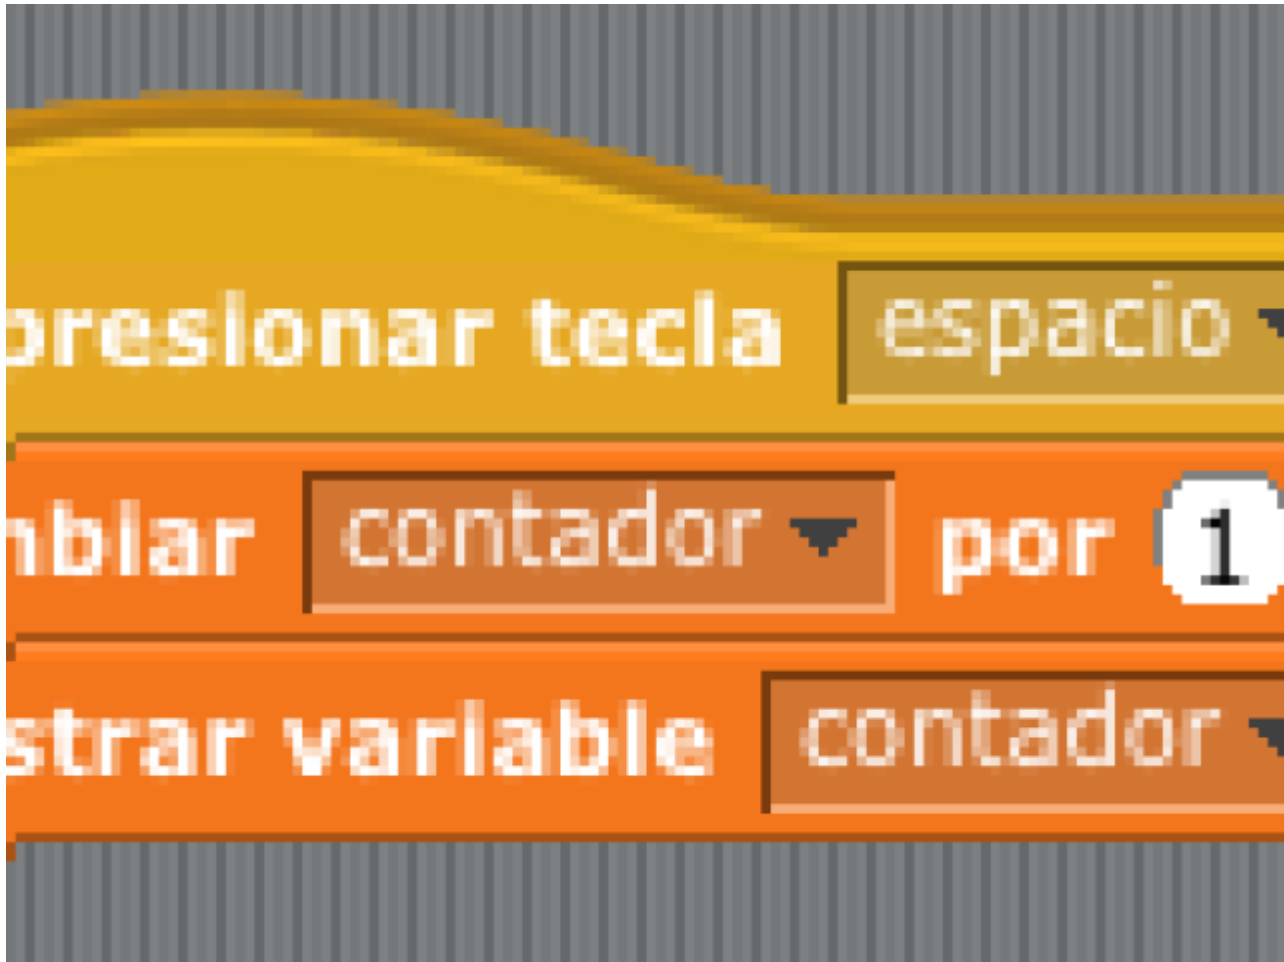 presionar tecla espacio
mbiar contador por 1
strar variable contador